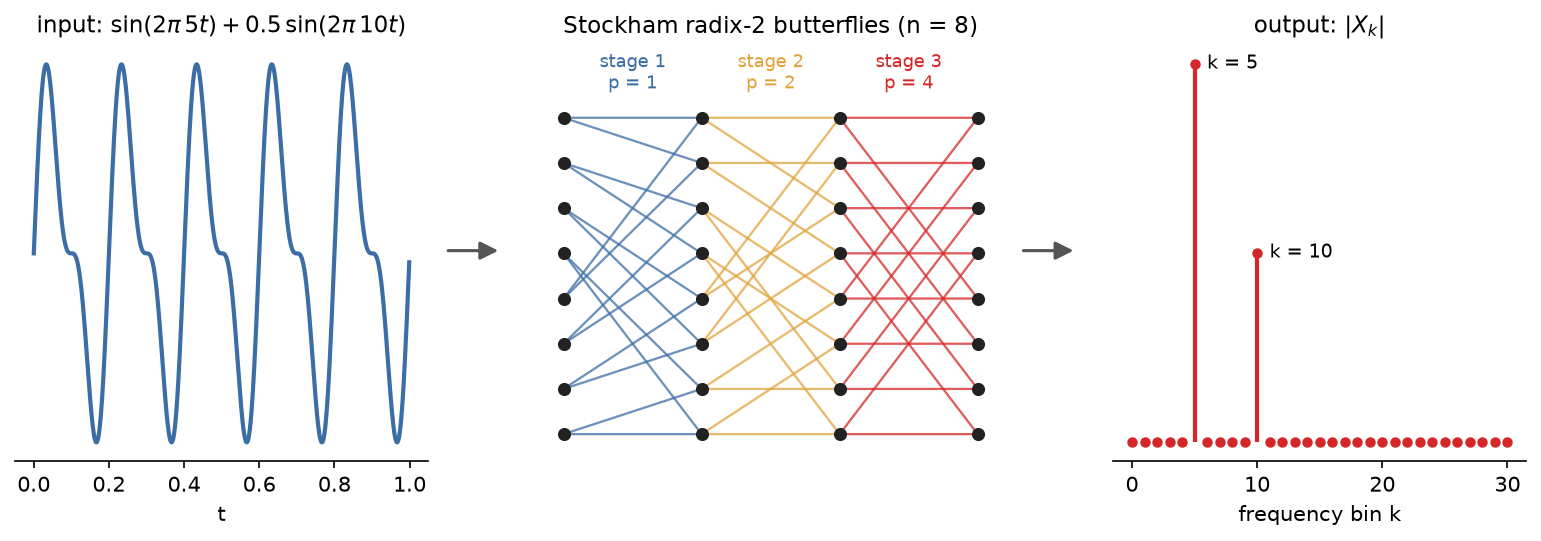 input: sin(2π 5t) + 0.5 sin(2π 10t)
0.0 0.2 0.4 0.6 0.8 1.0
t
Stockham radix-2 butterflies (n = 8)
stage 1
p = 1
stage 2
p = 2
stage 3
p = 4
output: |Xₖ|
k = 5
k = 10
0 10 20 30
frequency bin k